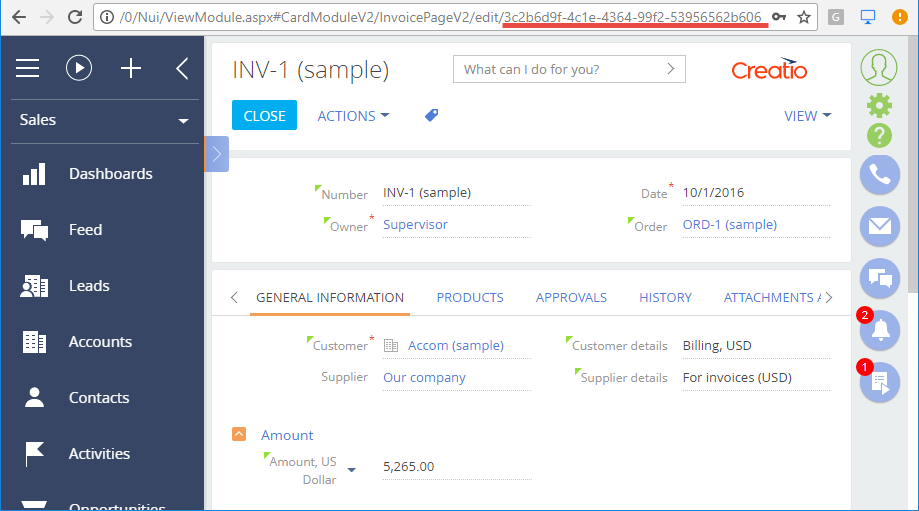 /0/Nui/ViewModule.aspx#CardModuleV2/InvoicePageV2/edit/3c2b6d9f-4c1e-4364-99f2-53956562b606
G
INV-1 (sample)
What can I do for you?
Creatio
CLOSE
ACTIONS
VIEW
Sales
Dashboards
Feed
Leads
Accounts
Contacts
Activities
Opportunities
?
Number INV-1 (sample)
Date* 10/1/2016
Owner* Supervisor
Order ORD-1 (sample)
GENERAL INFORMATION PRODUCTS APPROVALS HISTORY ATTACHMENTS
Customer* Accom (sample)
Customer details Billing, USD
Supplier Our company
Supplier details For invoices (USD)
Amount
Amount, US
Dollar
5,265.00
2
1